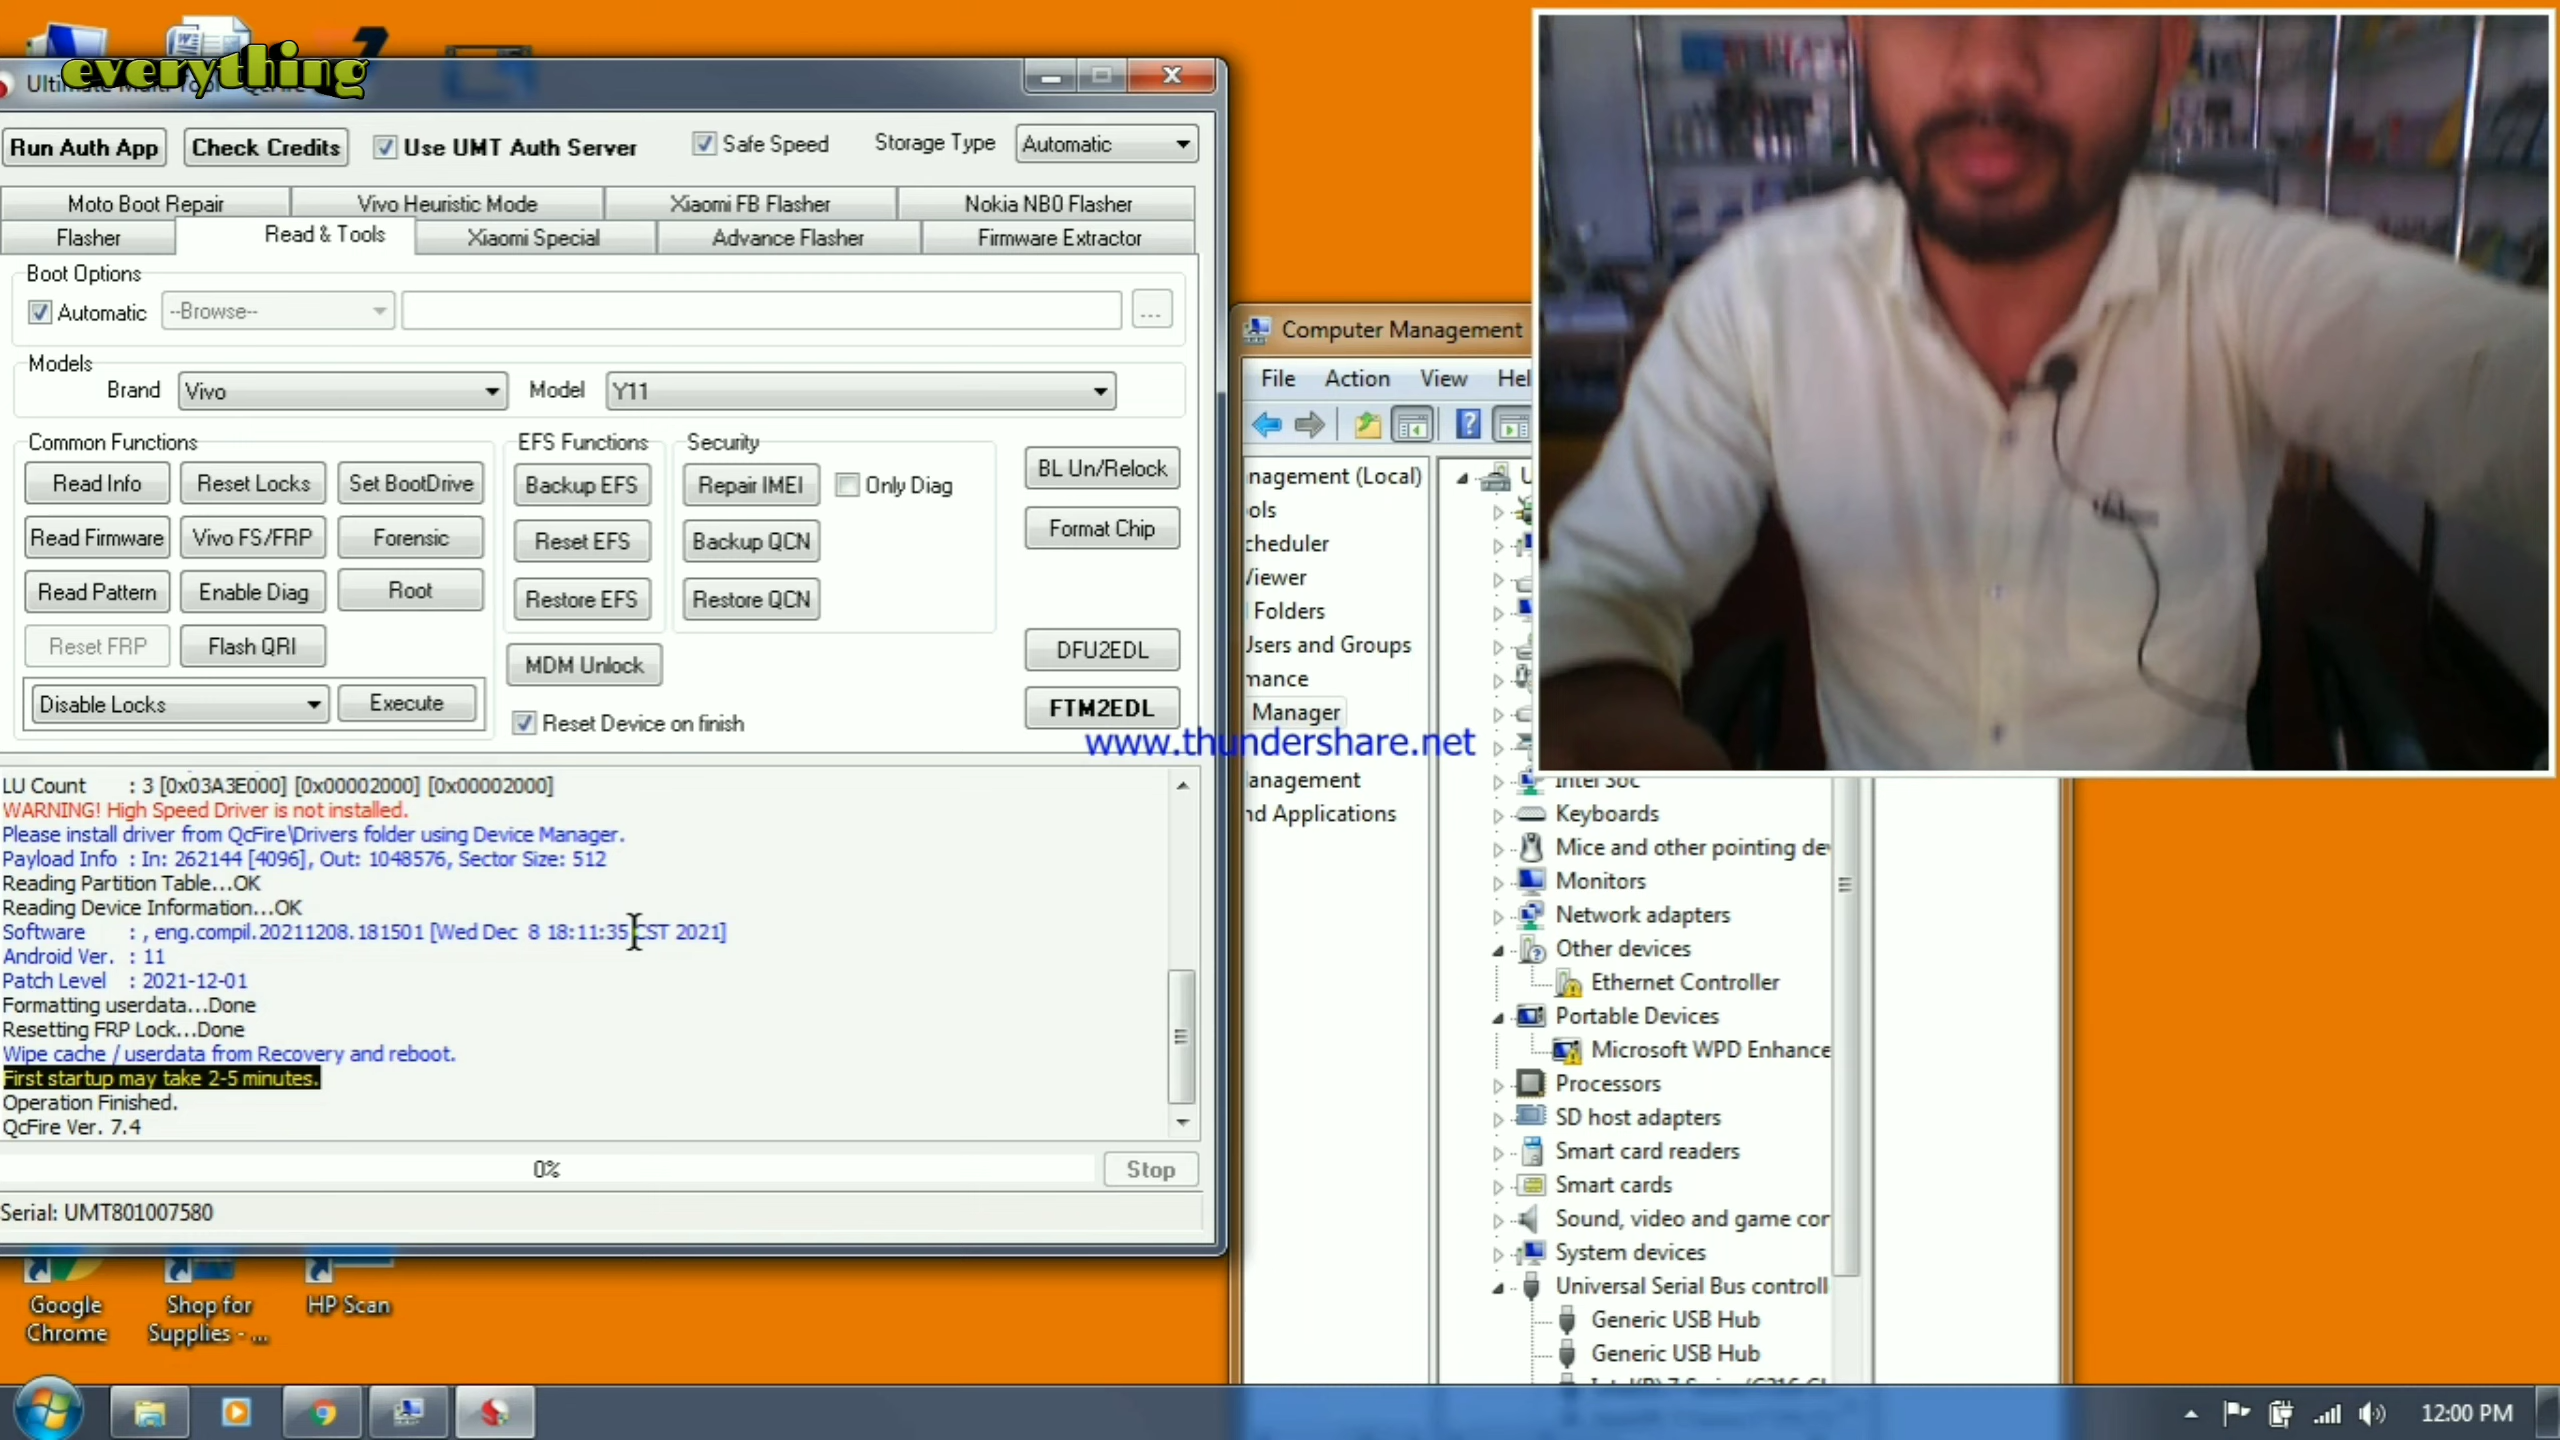 everything
Run Auth App
Check Credits
Use UMT Auth Server
Safe Speed
Storage Type
Automatic
Moto Boot Repair
Vivo Heuristic Mode
Xiaomi FB Flasher
Nokia NB0 Flasher
Flasher
Read & Tools
Xiaomi Special
Advance Flasher
Firmware Extractor
Boot Options
Automatic
--Browse--
...
Models
Brand
Vivo
Model
Y11
Common Functions
Read Info
Reset Locks
Set BootDrive
Read Firmware
Vivo FS/FRP
Forensic
Read Pattern
Enable Diag
Root
Reset FRP
Flash QRI
Disable Locks
Execute
EFS Functions
Backup EFS
Reset EFS
Restore EFS
MDM Unlock
Reset Device on finish
Security
Repair IMEI
Only Diag
Backup QCN
Restore QCN
BL Un/Relock
Format Chip
DFU2EDL
FTM2EDL
www.thundershare.net
LU Count : 3 [0x03A3E000] [0x00002000] [0x00002000]
WARNING! High Speed Driver is not installed.
Please install driver from QcFire\Drivers folder using Device Manager.
Payload Info : In: 262144 [4096], Out: 1048576, Sector Size: 512
Reading Partition Table...OK
Reading Device Information...OK
Software : , eng.compil.20211208.181501 [Wed Dec 8 18:11:35 CST 2021]
Android Ver. : 11
Patch Level : 2021-12-01
Formatting userdata...Done
Resetting FRP Lock...Done
Wipe cache / userdata from Recovery and reboot.
First startup may take 2-5 minutes.
Operation Finished.
QcFire Ver. 7.4
0%
Stop
Serial: UMT801007580
Computer Management
File Action View Hel
nagement (Local)
ols
cheduler
Viewer
Folders
Users and Groups
mance
Manager
anagement
nd Applications
Keyboards
Mice and other pointing de
Monitors
Network adapters
Other devices
Ethernet Controller
Portable Devices
Microsoft WPD Enhance
Processors
SD host adapters
Smart card readers
Smart cards
Sound, video and game cor
System devices
Universal Serial Bus controll
Generic USB Hub
Generic USB Hub
Google Chrome
Shop for Supplies - ...
HP Scan
12:00 PM